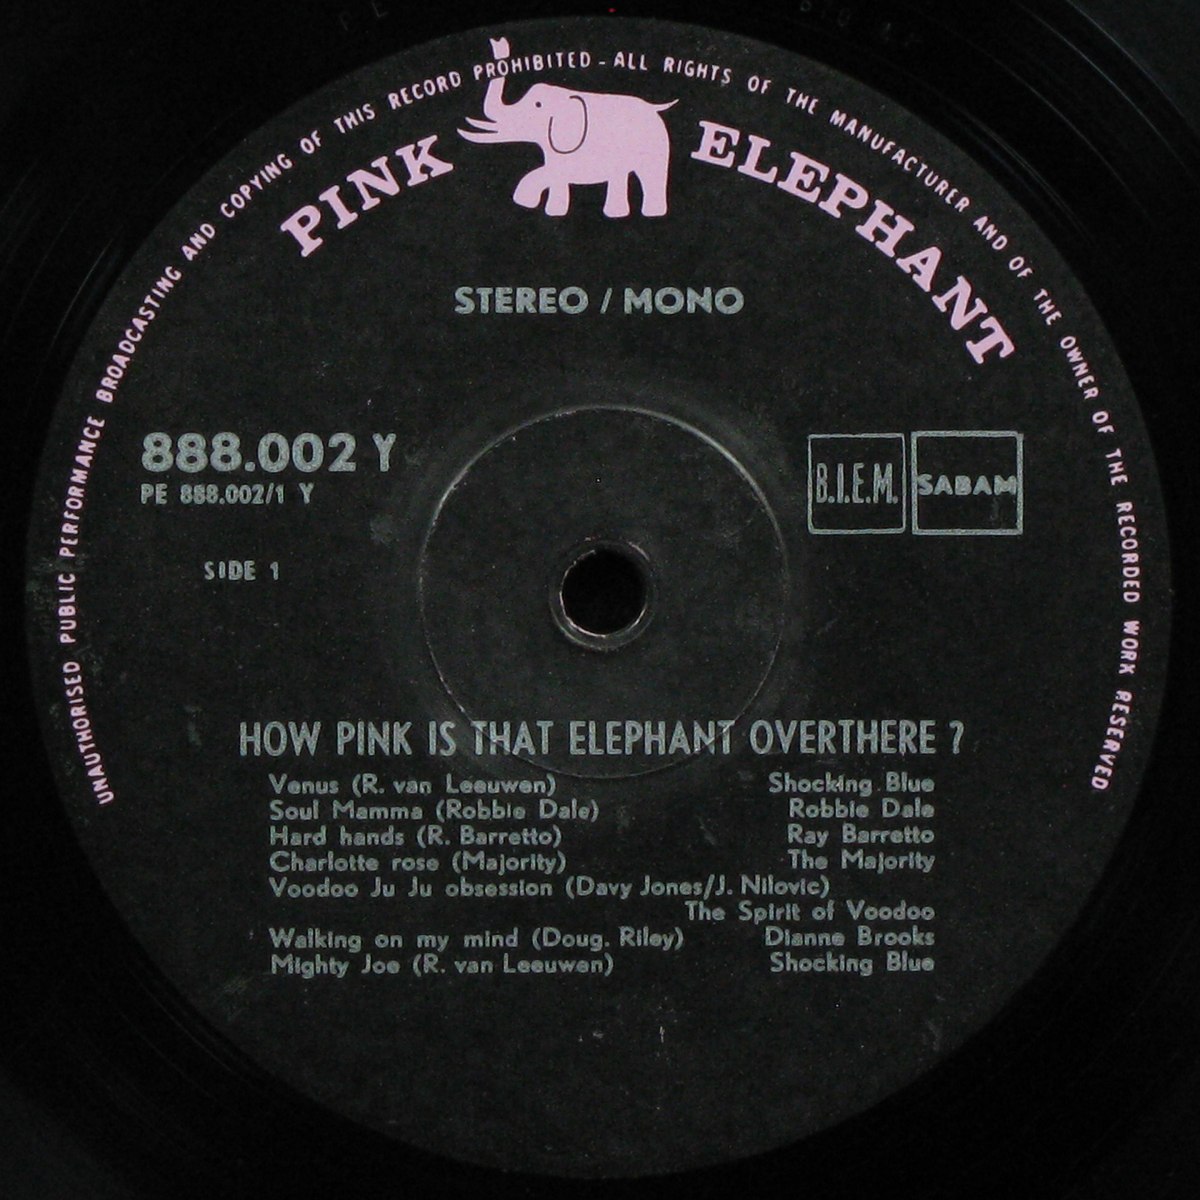 UNAUTHORISED PUBLIC PERFORMANCE BROADCASTING AND COPYING OF THIS RECORD PROHIBITED - ALL RIGHTS OF THE MANUFACTURER AND OF THE OWNER OF THE RECORDED WORK RESERVED
PINK ELEPHANT
STEREO / MONO
888.002 Y
PE 888.002/1 Y
B.I.E.M.
SABAM
SIDE 1
HOW PINK IS THAT ELEPHANT OVERTHERE ?
Venus (R. van Leeuwen) Shocking Blue
Soul Mamma (Robbie Dale) Robbie Dale
Hard hands (R. Barretto) Ray Barretto
Charlotte rose (Majority) The Majority
Voodoo Ju Ju obsession (Davy Jones/J. Nilovic)
The Spirit of Voodoo
Walking on my mind (Doug. Riley) Dianne Brooks
Mighty Joe (R. van Leeuwen) Shocking Blue